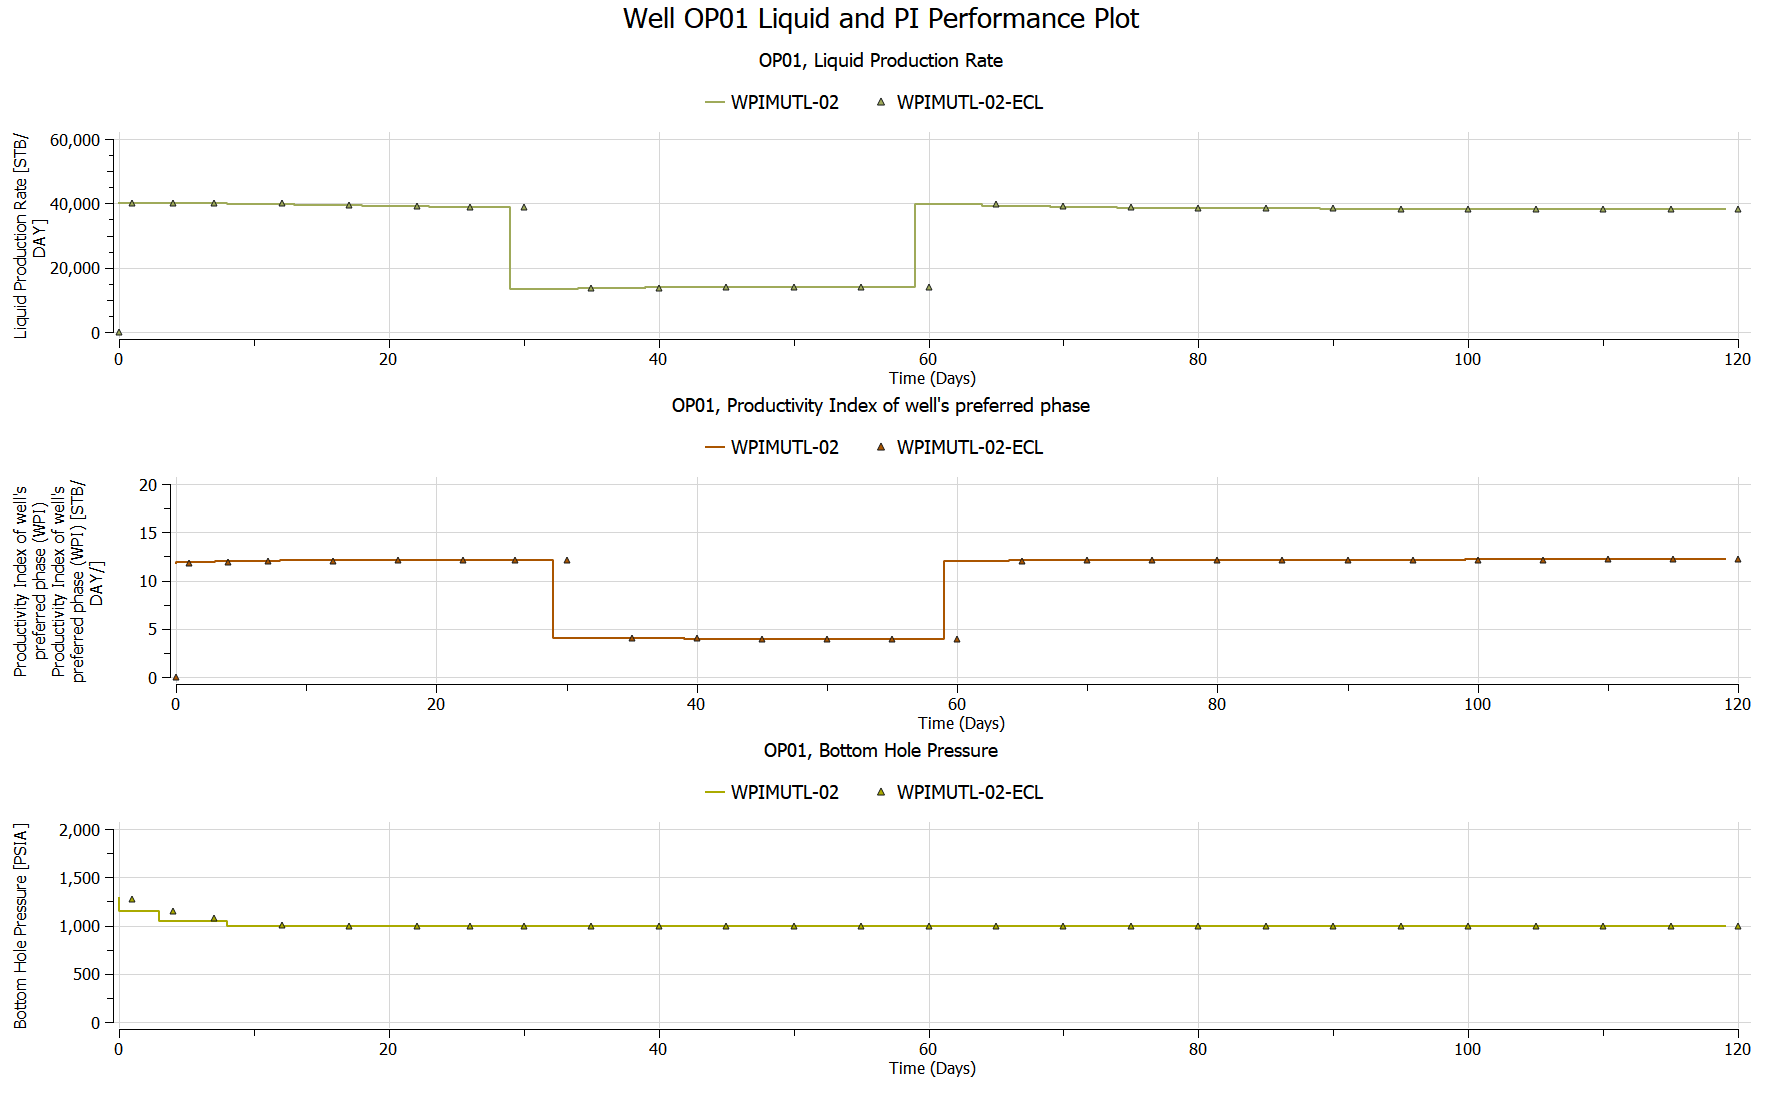 Well OP01 Liquid and PI Performance Plot
OP01, Liquid Production Rate
WPIMUTL-02 WPIMUTL-02-ECL
Liquid Production Rate [STB/
DAY]
60,000
40,000
20,000
0
0 20 40 60 80 100 120
Time (Days)
OP01, Productivity Index of well's preferred phase
WPIMUTL-02 WPIMUTL-02-ECL
Productivity Index of well's
preferred phase (WPI)
Productivity Index of well's
preferred phase (WPI) [STB/
DAY/]
20
15
10
5
0
0 20 40 60 80 100 120
Time (Days)
OP01, Bottom Hole Pressure
WPIMUTL-02 WPIMUTL-02-ECL
Bottom Hole Pressure [PSIA]
2,000
1,500
1,000
500
0
0 20 40 60 80 100 120
Time (Days)